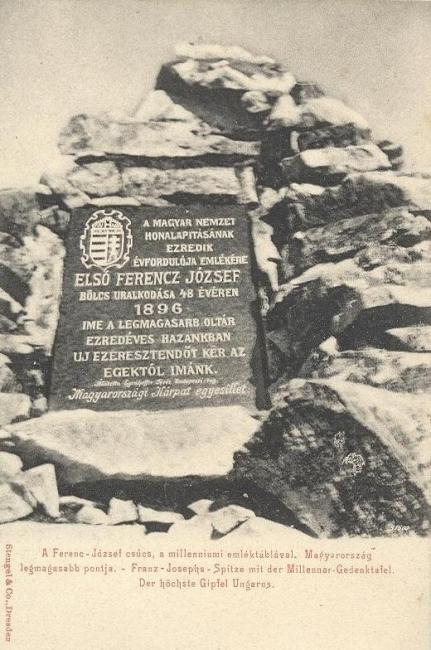 A MAGYAR NEMZET
HONALAPITÁSÁNAK
EZREDIK
ÉVFORDULÓJA EMLÉKÉRE
ELSŐ FERENCZ JÓZSEF
BÖLCS URALKODÁSA 48 ÉVÉREN
1896
IME A LEGMAGASABB OLTÁR
EZREDÉVES HAZANKBAN
UJ EZERESZTENDŐT KÉR AZ
EGEKTŐL IMÁNK.
Magyarországi Kárpát egyesület
A Ferenc-József csúcs, a millenniumi emléktáblával. Magyarország
legmagasabb pontja. - Franz-Josephs-Spitze mit der Millennar-Gedenktafel.
Der höchste Gipfel Ungarns.
Stengel & Co., Dresden